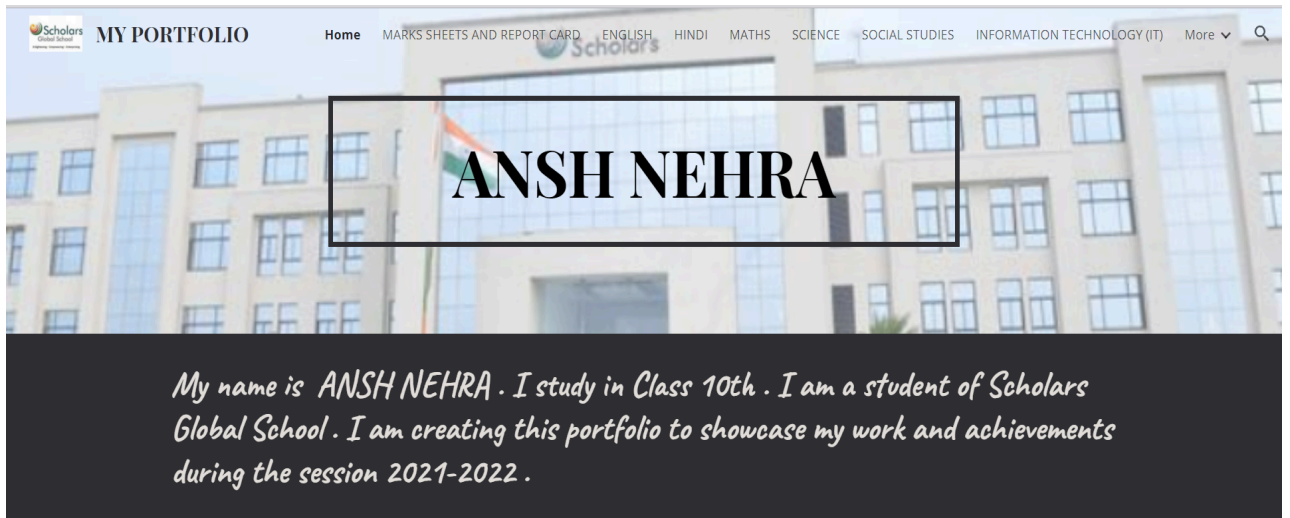 Scholars
Global School
MY PORTFOLIO
Home MARKS SHEETS AND REPORT CARD ENGLISH HINDI MATHS SCIENCE SOCIAL STUDIES INFORMATION TECHNOLOGY (IT) More
Scholars
ANSH NEHRA
My name is ANSH NEHRA . I study in Class 10th . I am a student of Scholars
Global School . I am creating this portfolio to showcase my work and achievements
during the session 2021-2022 .